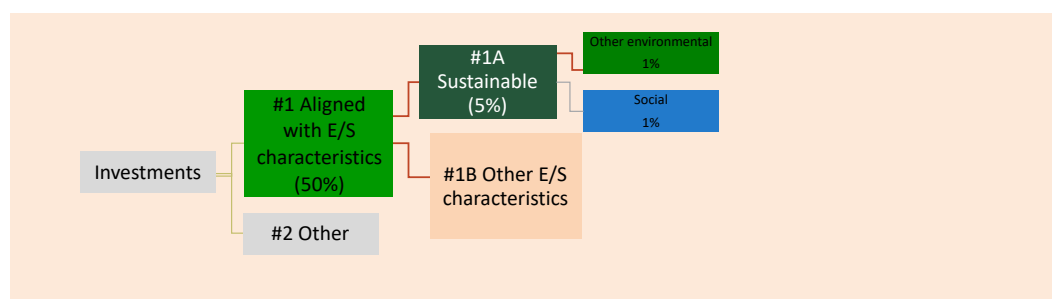 Investments
#1 Aligned
with E/S
characteristics
(50%)
#2 Other
#1A
Sustainable
(5%)
#1B Other E/S
characteristics
Other environmental
1%
Social
1%